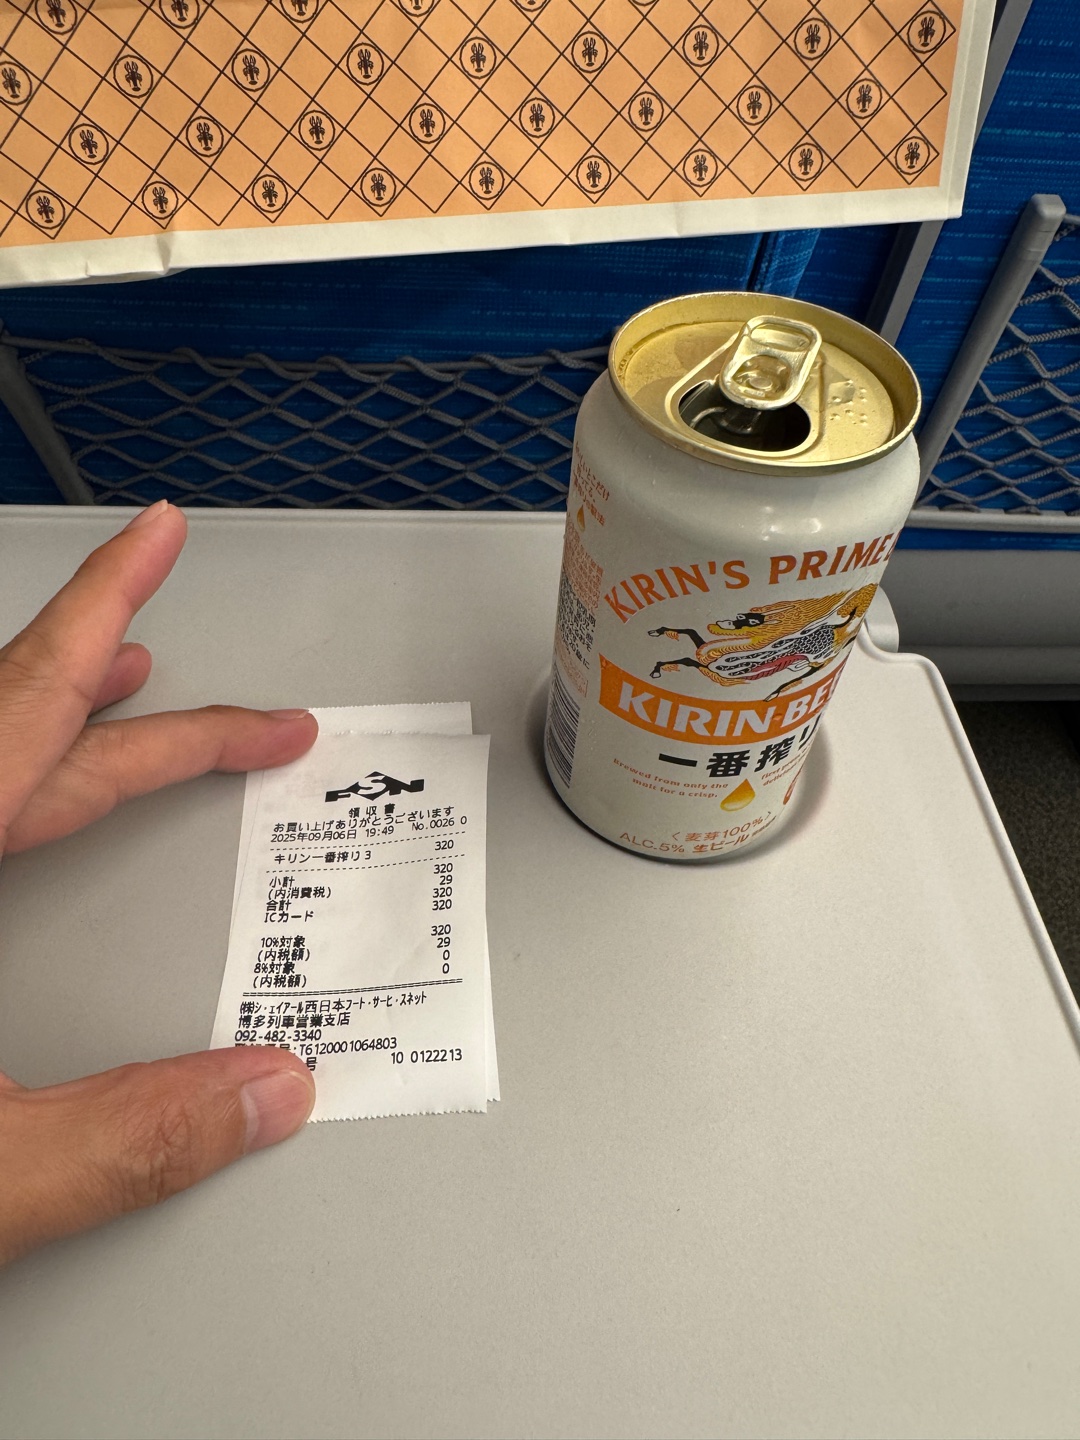 KIRIN'S PRIME
KIRIN BE
一番搾り
brewed from only the
malt for a crisp,
〈麦芽100%〉
ALC.5% 生ビール
FSN
領収書
お買い上げありがとうございます
2025年09月06日 19:49 No.0026 0
キリン一番搾り3 320
小計 320
(内消費税) 29
合計 320
ICカード 320
10%対象 320
(内税額) 29
8%対象 0
(内税額) 0
㈱ジェイアール西日本フードサービスネット
博多列車営業支店
092-482-3340
:T6120001064803
号 10 0122213